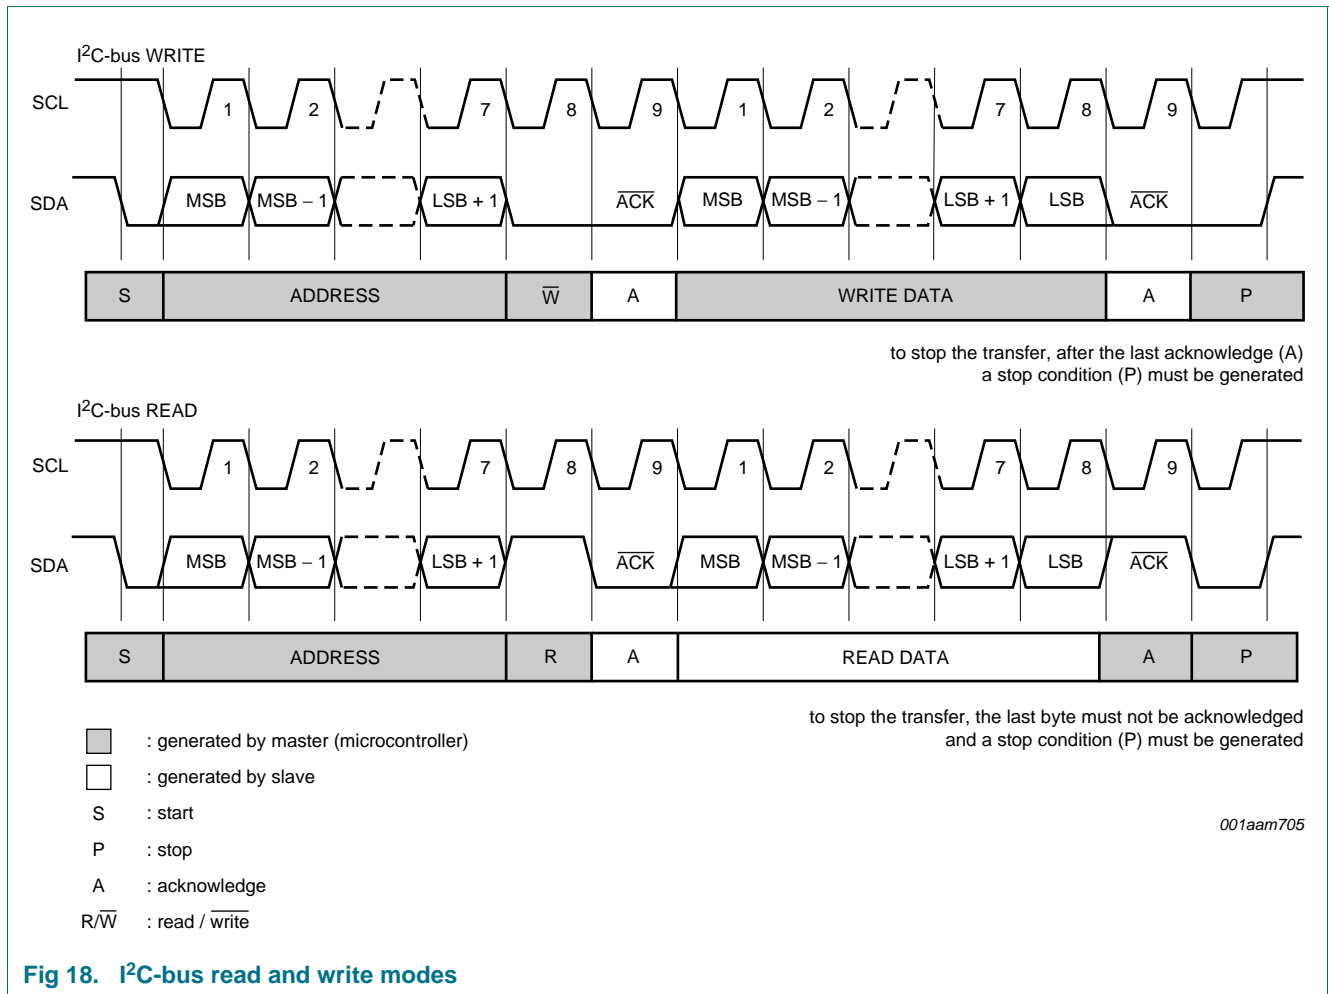 I²C-bus WRITE
SCL 1 2 7 8 9 1 2 7 8 9
SDA MSB MSB − 1 LSB + 1 A̅C̅K̅ MSB MSB − 1 LSB + 1 LSB A̅C̅K̅
S ADDRESS W̅ A WRITE DATA A P
to stop the transfer, after the last acknowledge (A)
a stop condition (P) must be generated
I²C-bus READ
SCL 1 2 7 8 9 1 2 7 8 9
SDA MSB MSB − 1 LSB + 1 A̅C̅K̅ MSB MSB − 1 LSB + 1 LSB A̅C̅K̅
S ADDRESS R A READ DATA A P
to stop the transfer, the last byte must not be acknowledged
and a stop condition (P) must be generated
: generated by master (microcontroller)
: generated by slave
S : start
P : stop
A : acknowledge
R/W̅ : read / w̅r̅i̅t̅e̅
001aam705
Fig 18. I²C-bus read and write modes